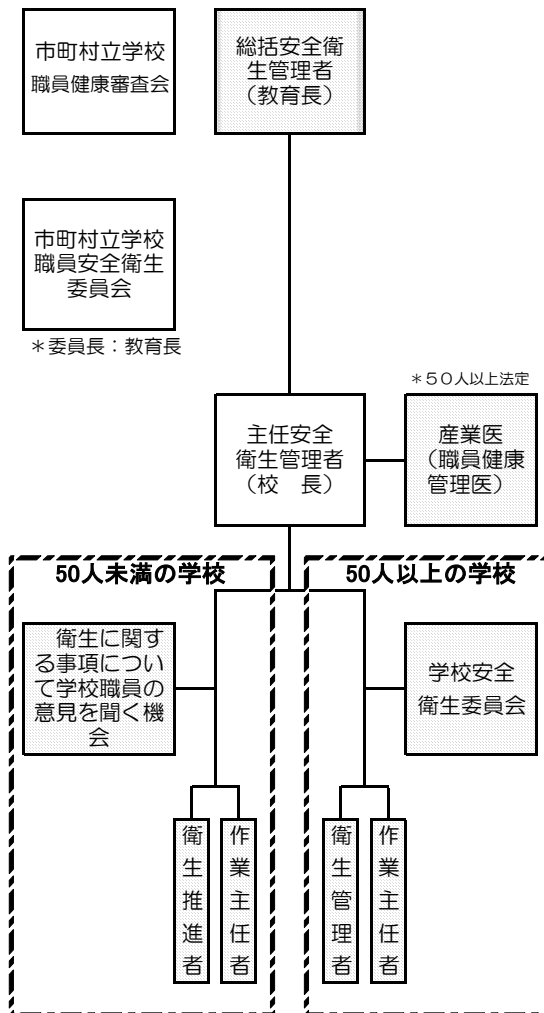 市町村立学校
職員健康審査会
総括安全衛
生管理者
（教育長）
市町村立学校
職員安全衛生
委員会
＊委員長：教育長
＊５０人以上法定
主任安全
衛生管理者
（校　長）
産業医
（職員健康
管理医）
50人未満の学校
50人以上の学校
衛生に関す
る事項につい
て学校職員の
意見を聞く機
会
学校安全
衛生委員会
衛生推進者
作業主任者
衛生管理者
作業主任者